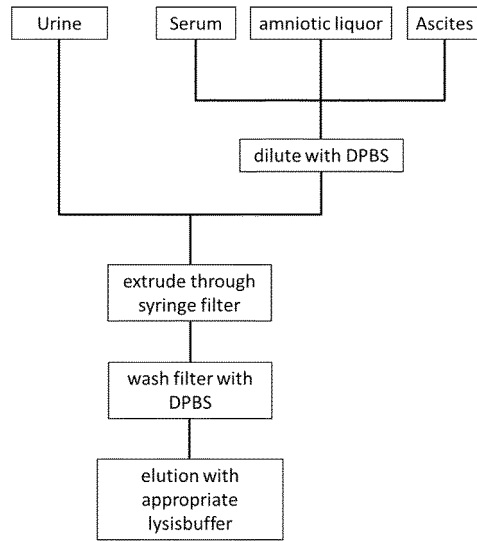 Urine
Serum
amniotic liquor
Ascites
dilute with DPBS
extrude through
syringe filter
wash filter with
DPBS
elution with
appropriate
lysisbuffer